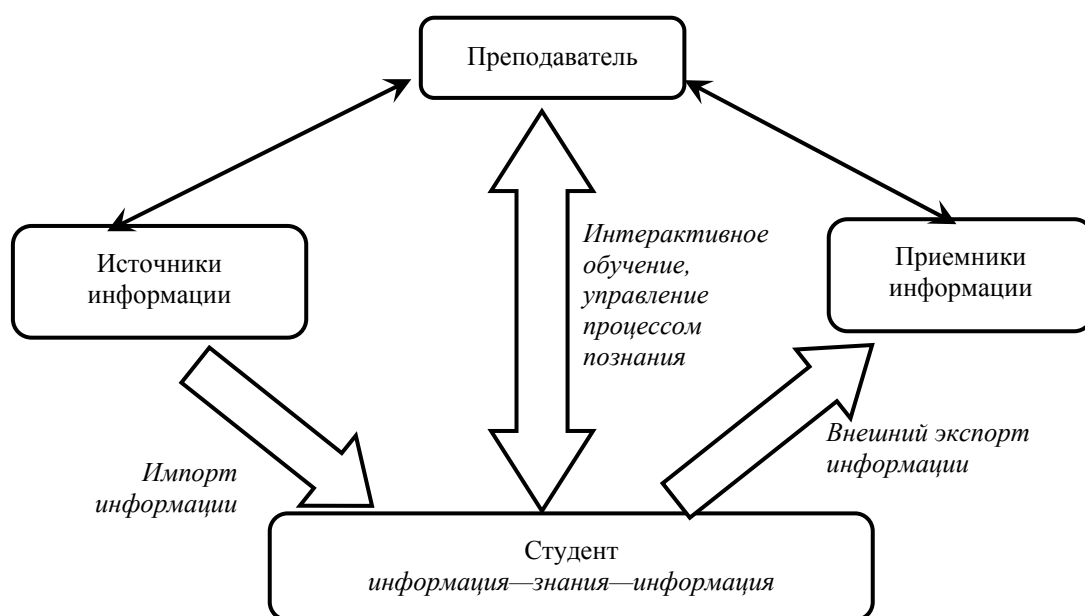 Преподаватель
Источники
информации
Интерактивное
обучение,
управление
процессом
познания
Приемники
информации
Импорт
информации
Внешний экспорт
информации
Студент
информация—знания—информация